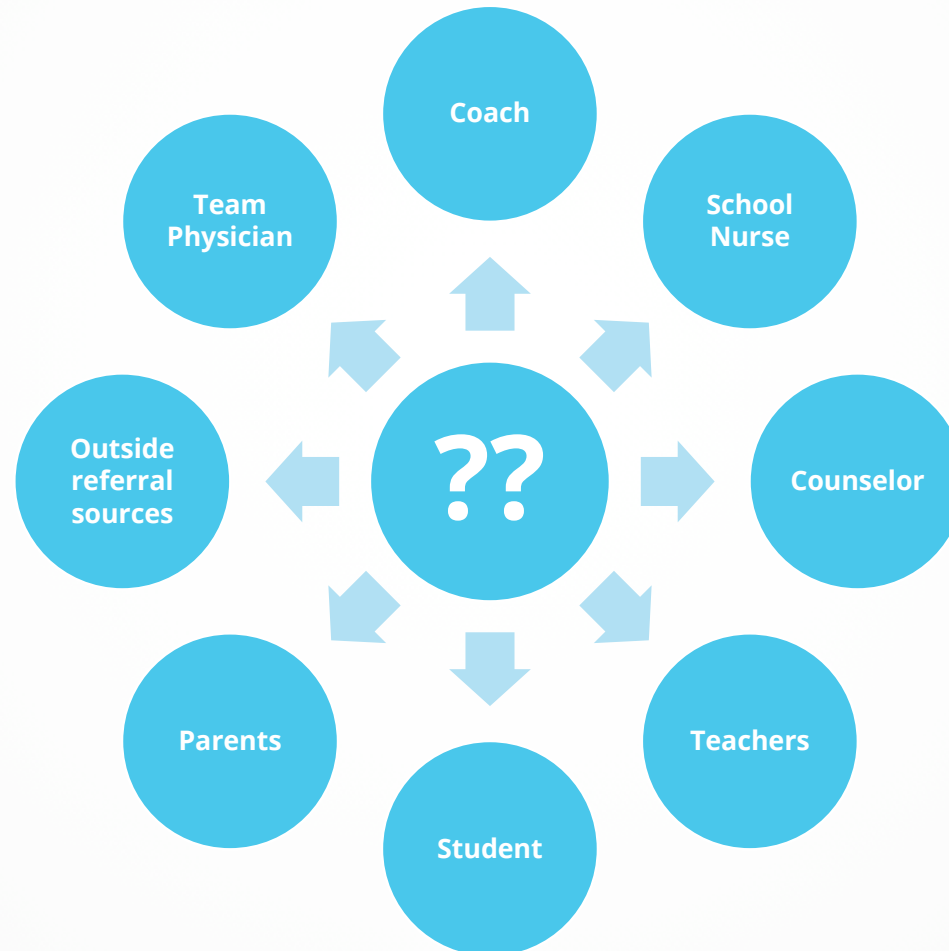 Coach
Team
Physician
School
Nurse
Outside
referral
sources
??
Counselor
Parents
Teachers
Student